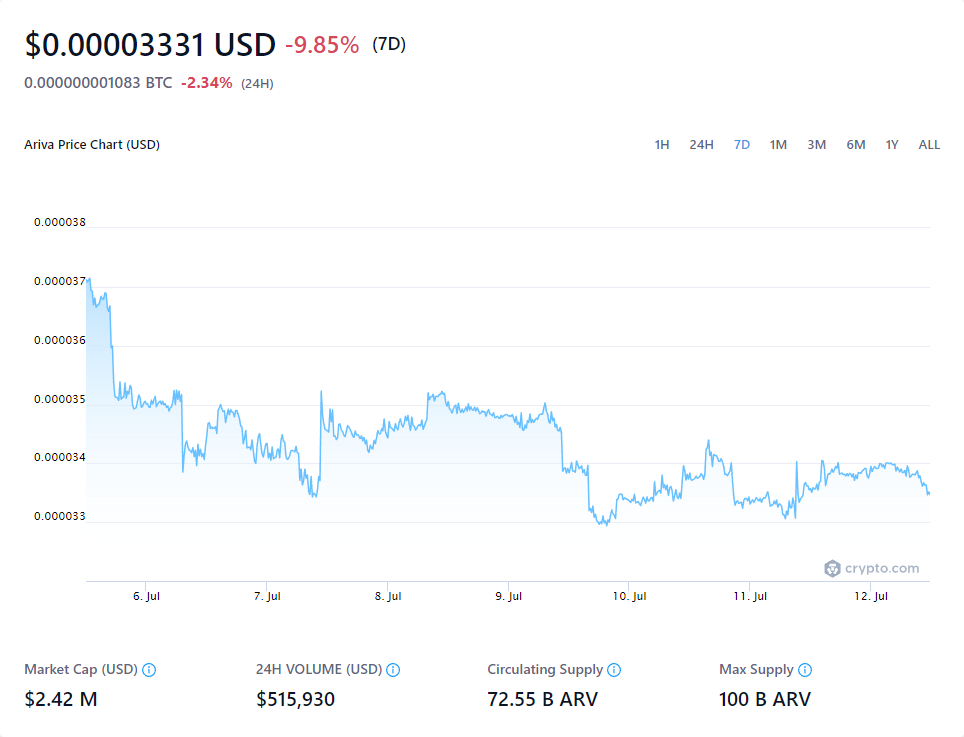 $0.00003331 USD -9.85% (7D)
0.000000001083 BTC -2.34% (24H)
Ariva Price Chart (USD) 1H 24H 7D 1M 3M 6M 1Y ALL
0.000038
0.000037
0.000036
0.000035
0.000034
0.000033
crypto.com
6. Jul 7. Jul 8. Jul 9. Jul 10. Jul 11. Jul 12. Jul
Market Cap (USD) 24H VOLUME (USD) Circulating Supply Max Supply
$2.42 M $515,930 72.55 B ARV 100 B ARV